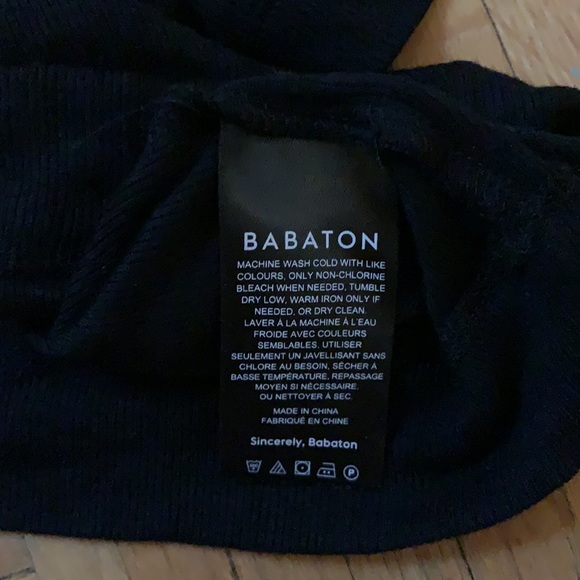 BABATON
MACHINE WASH COLD WITH LIKE
COLOURS, ONLY NON-CHLORINE
BLEACH WHEN NEEDED, TUMBLE
DRY LOW, WARM IRON ONLY IF
NEEDED, OR DRY CLEAN.
LAVER À LA MACHINE À L'EAU
FROIDE AVEC COULEURS
SEMBLABLES, UTILISER
SEULEMENT UN JAVELLISANT SANS
CHLORE AU BESOIN, SÉCHER À
BASSE TEMPÉRATURE, REPASSAGE
MOYEN SI NÉCESSAIRE,
OU NETTOYER À SEC.
MADE IN CHINA
FABRIQUÉ EN CHINE
Sincerely, Babaton
P